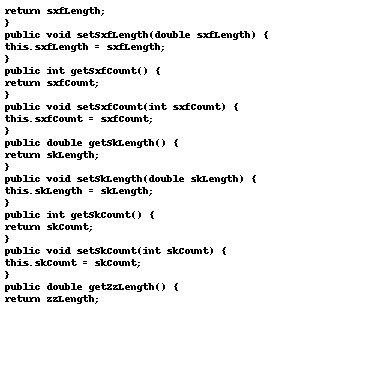 return sxfLength;
}
public void setSxfLength(double sxfLength) {
this.sxfLength = sxfLength;
}
public int getSxfCount() {
return sxfCount;
}
public void setSxfCount(int sxfCount) {
this.sxfCount = sxfCount;
}
public double getSkLength() {
return skLength;
}
public void setSkLength(double skLength) {
this.skLength = skLength;
}
public int getSkCount() {
return skCount;
}
public void setSkCount(int skCount) {
this.skCount = skCount;
}
public double getZzLength() {
return zzLength;